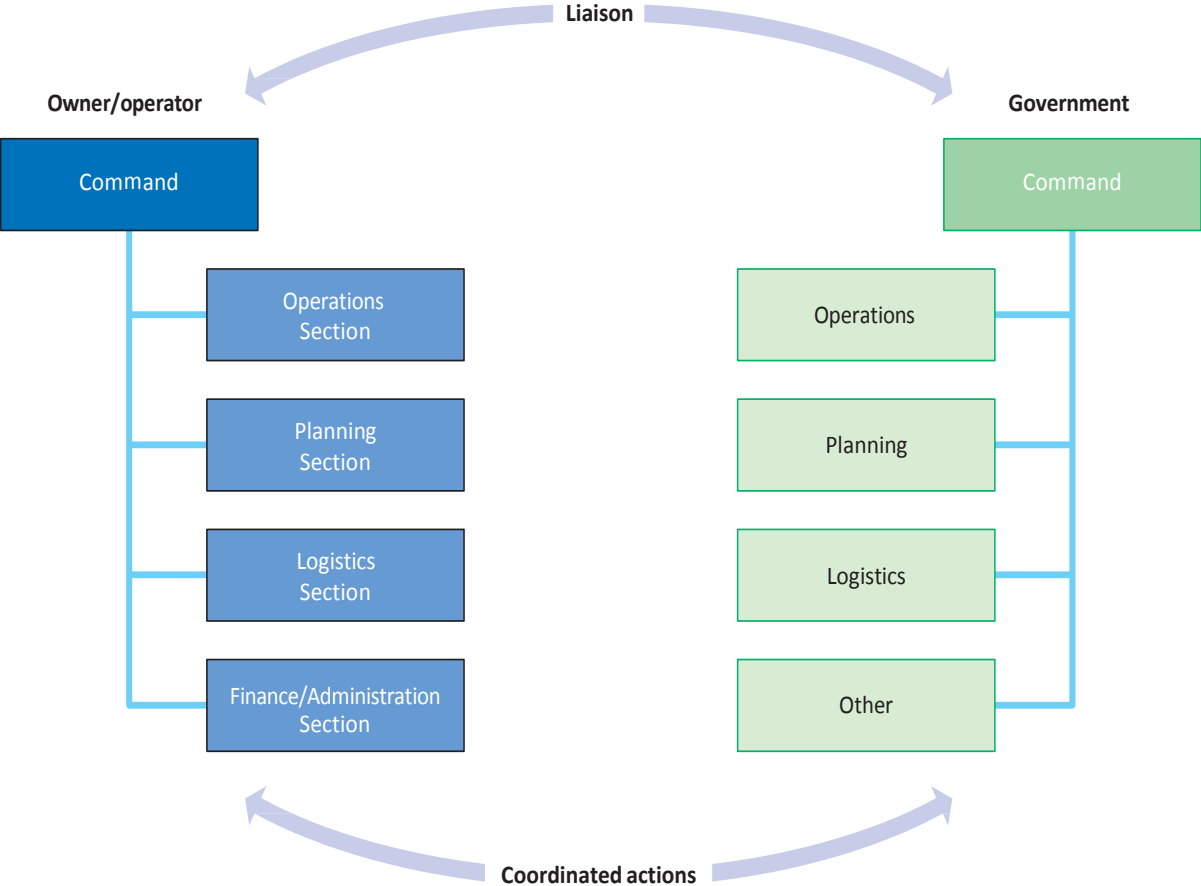 Liaison
Owner/operator
Government
Command
Command
Operations
Section
Operations
Planning
Section
Planning
Logistics
Section
Logistics
Finance/Administration
Section
Other
Coordinated actions